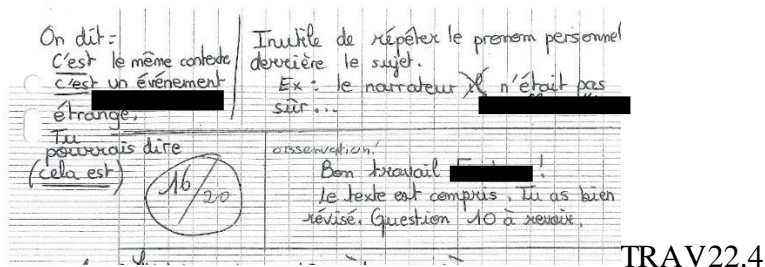 On dit :
C'est le même contexte
c'est un événement
étrange.
Tu
pourrais dire
(cela est)
Inutile de répéter le pronom personnel
derrière le sujet.
Ex : le narrateur il n'était pas
sûr...
16/20
observation:
Bon travail !
Le texte est compris. Tu as bien
révisé. Question 10 à revoir.
TRAV22.4